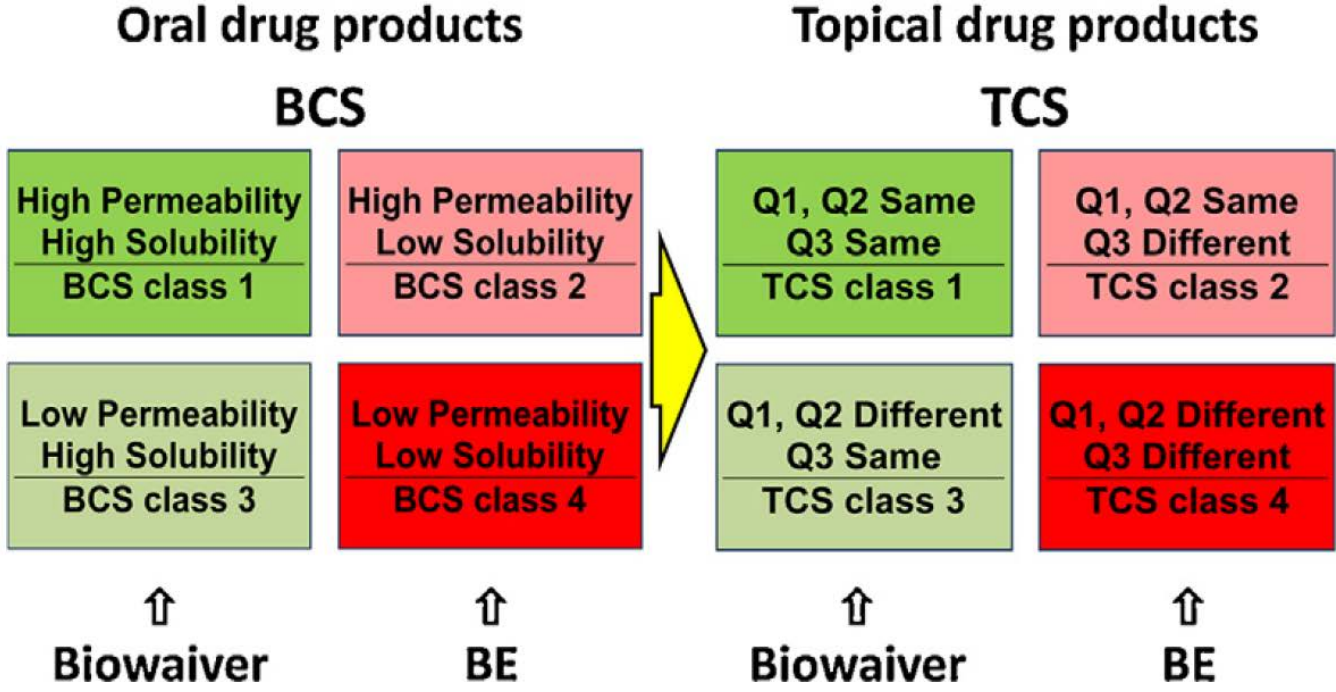 Oral drug products
BCS
High Permeability
High Solubility
BCS class 1
High Permeability
Low Solubility
BCS class 2
Low Permeability
High Solubility
BCS class 3
Low Permeability
Low Solubility
BCS class 4
Biowaiver
BE
Topical drug products
TCS
Q1, Q2 Same
Q3 Same
TCS class 1
Q1, Q2 Same
Q3 Different
TCS class 2
Q1, Q2 Different
Q3 Same
TCS class 3
Q1, Q2 Different
Q3 Different
TCS class 4
Biowaiver
BE